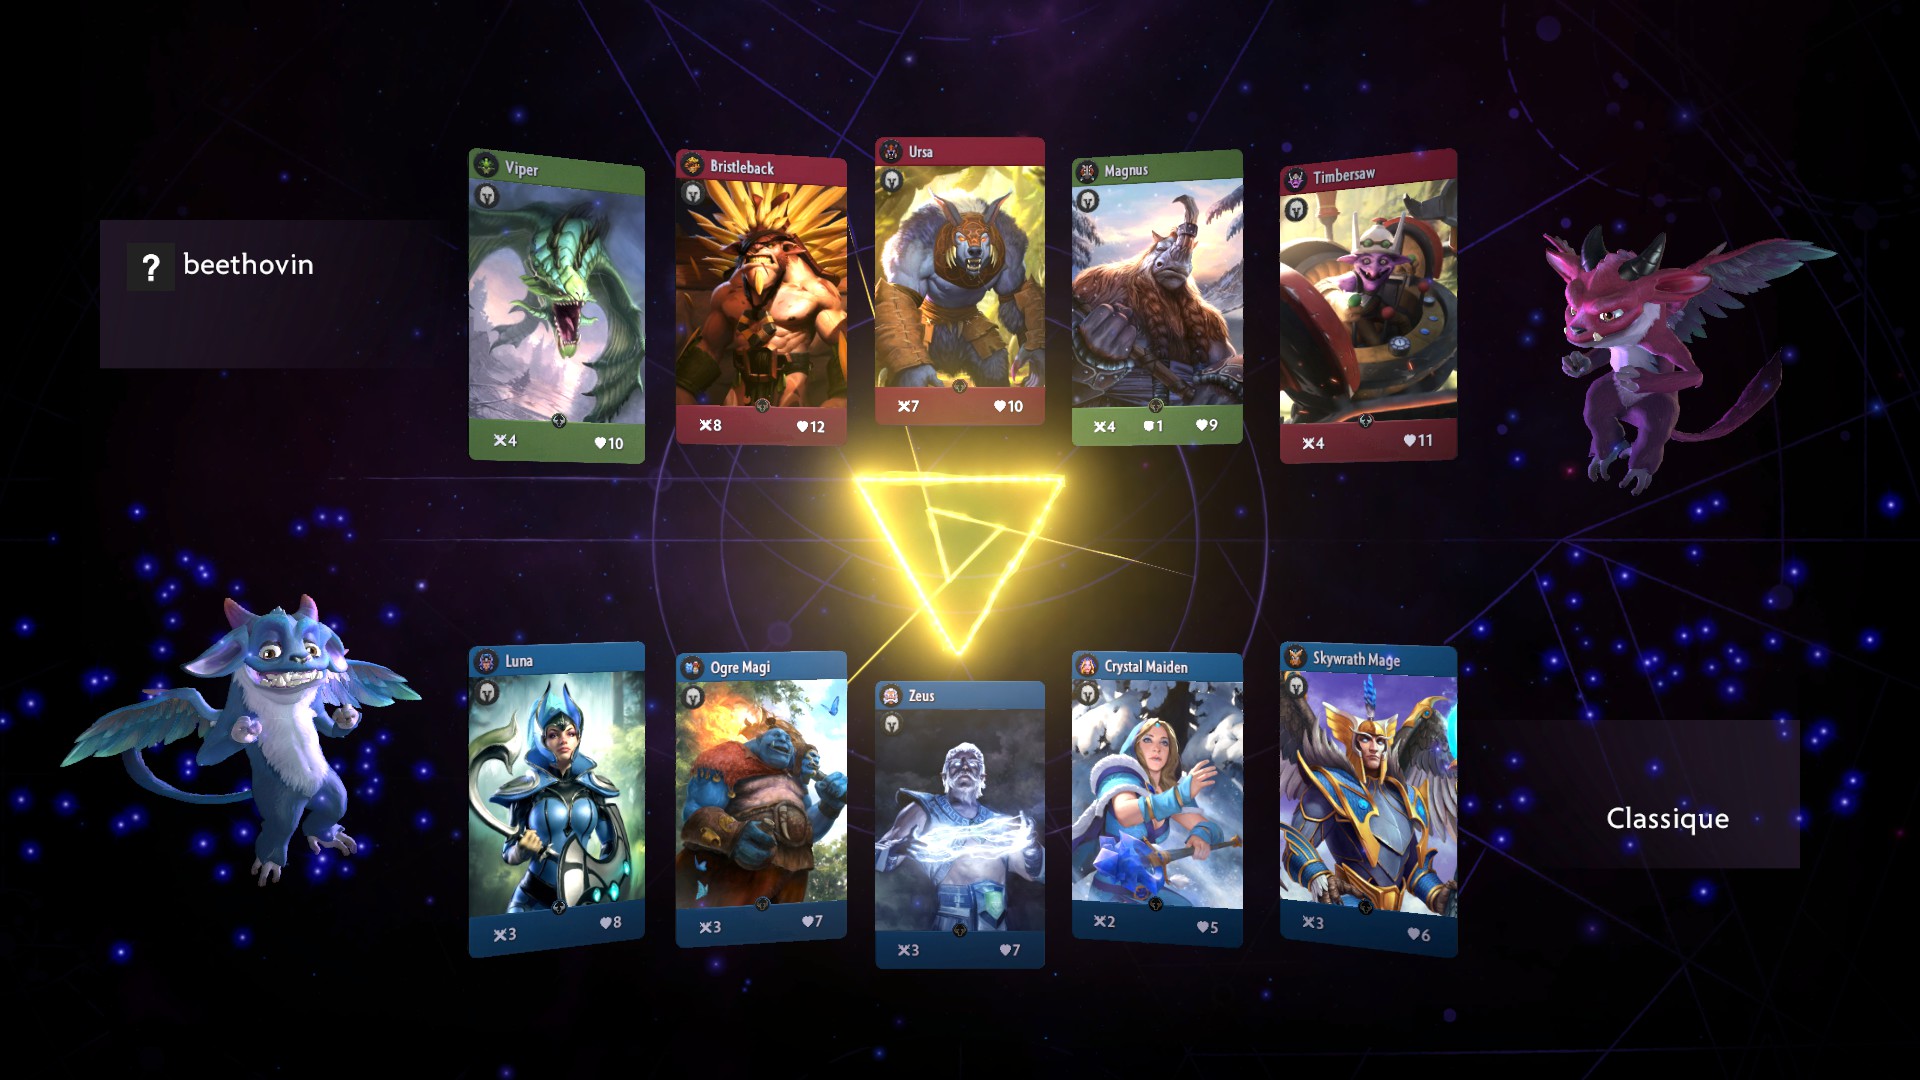 Viper
Bristleback
Ursa
Magnus
Timbersaw
? beethovin
4 10
8 12
7 10
4 1 9
4 11
Luna
Ogre Magi
Zeus
Crystal Maiden
Skywrath Mage
Classique
3 8
3 7
3 7
2 5
3 6